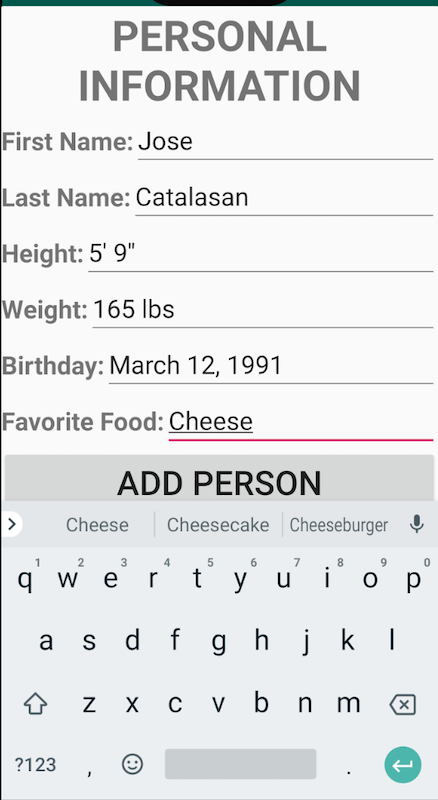 PERSONAL
INFORMATION
First Name: Jose
Last Name: Catalasan
Height: 5' 9"
Weight: 165 lbs
Birthday: March 12, 1991
Favorite Food: Cheese
ADD PERSON
Cheese Cheesecake Cheeseburger
q1 w2 e3 r4 t5 y6 u7 i8 o9 p0
a s d f g h j k l
z x c v b n m
?123 , .